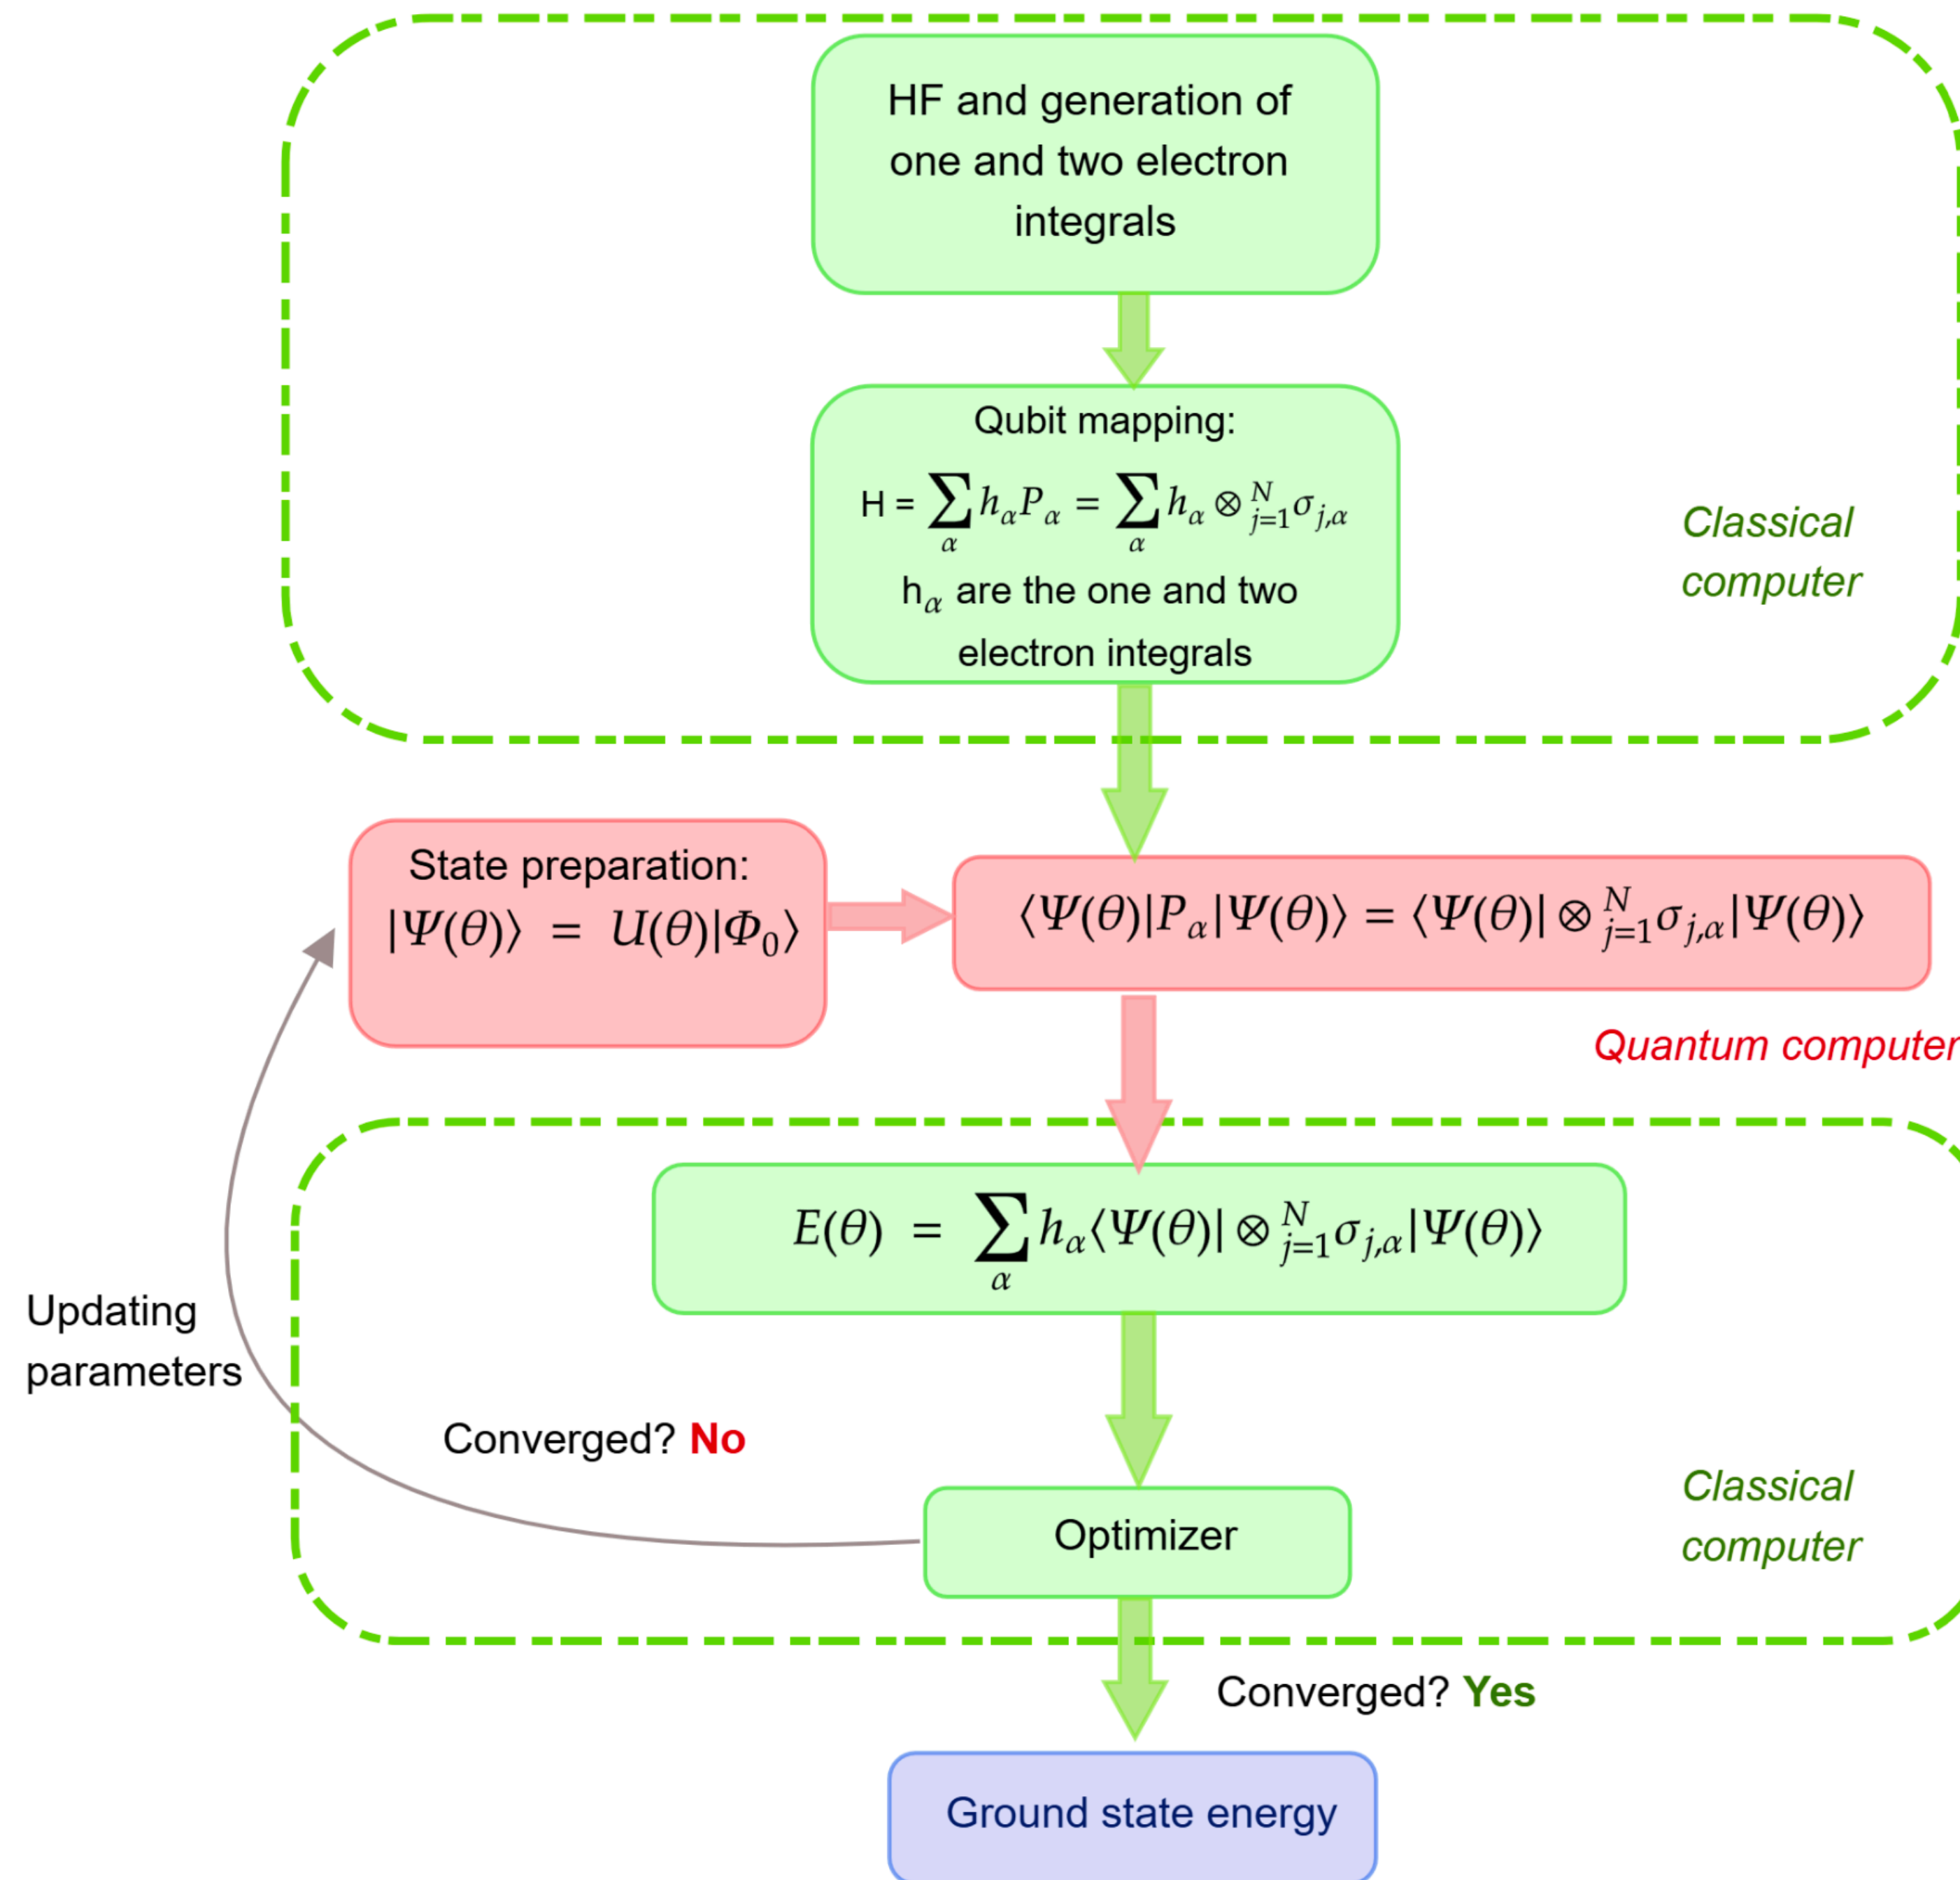 HF and generation of
one and two electron
integrals
Qubit mapping:
H = ∑_α h_α P_α = ∑_α h_α ⊗_{j=1}^N σ_{j,α}
h_α are the one and two
electron integrals
Classical
computer
State preparation:
|Ψ(θ)⟩ = U(θ)|Φ_0⟩
⟨Ψ(θ)|P_α|Ψ(θ)⟩ = ⟨Ψ(θ)| ⊗_{j=1}^N σ_{j,α}|Ψ(θ)⟩
Quantum computer
E(θ) = ∑_α h_α⟨Ψ(θ)| ⊗_{j=1}^N σ_{j,α}|Ψ(θ)⟩
Updating
parameters
Converged? No
Optimizer
Classical
computer
Converged? Yes
Ground state energy